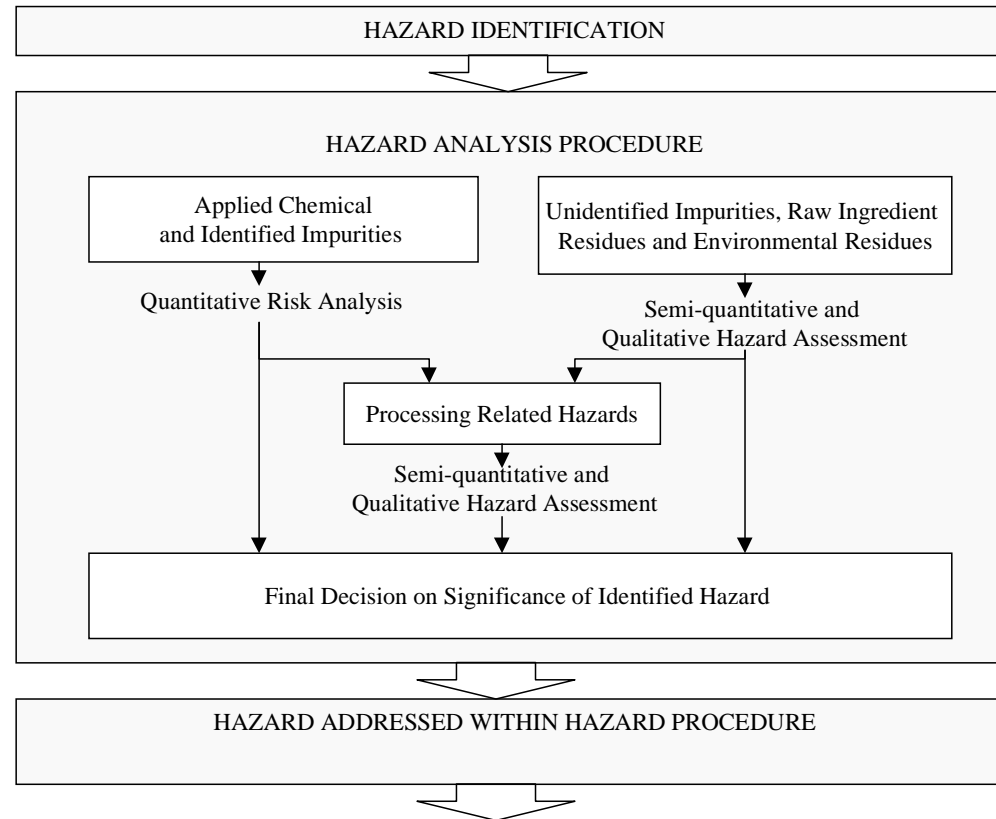 HAZARD IDENTIFICATION
HAZARD ANALYSIS PROCEDURE
Applied Chemical
and Identified Impurities
Unidentified Impurities, Raw Ingredient
Residues and Environmental Residues
Quantitative Risk Analysis
Semi-quantitative and
Qualitative Hazard Assessment
Processing Related Hazards
Semi-quantitative and
Qualitative Hazard Assessment
Final Decision on Significance of Identified Hazard
HAZARD ADDRESSED WITHIN HAZARD PROCEDURE